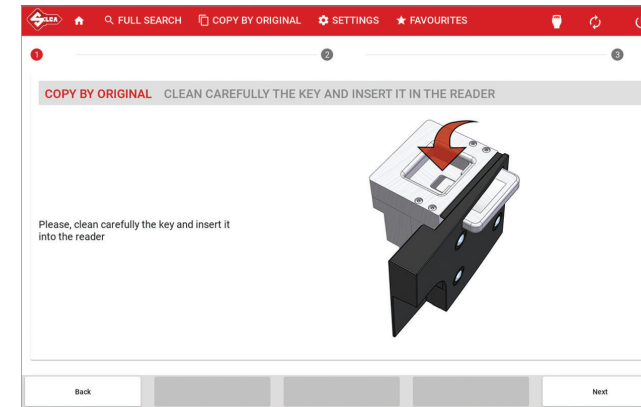 SILCA FULL SEARCH COPY BY ORIGINAL SETTINGS FAVOURITES
1 2 3
COPY BY ORIGINAL CLEAN CAREFULLY THE KEY AND INSERT IT IN THE READER
Please, clean carefully the key and insert it
into the reader
Back Next